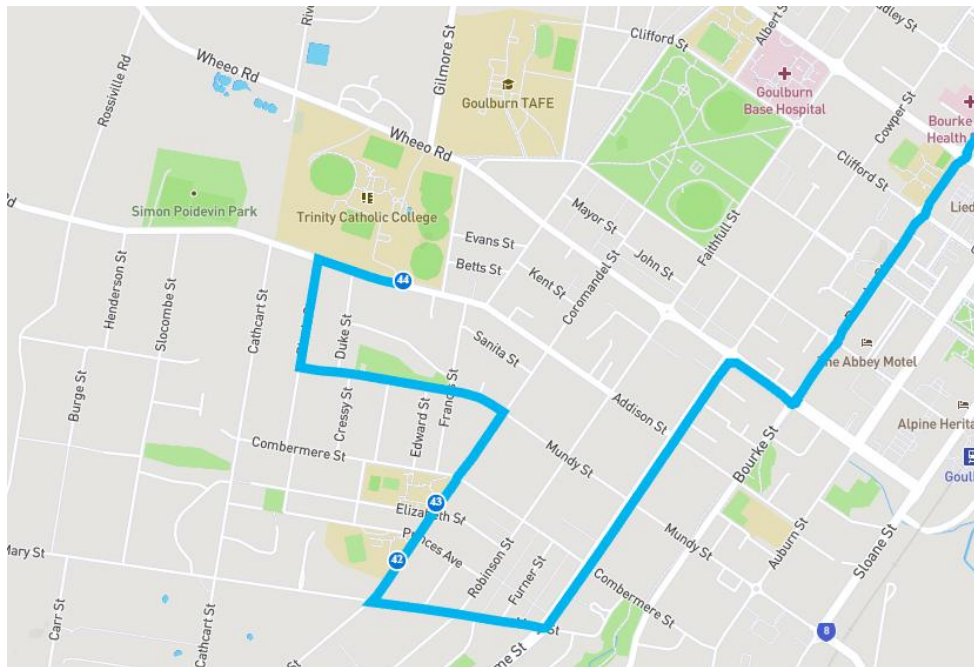 Clifford St
Albert St
Rossiville Rd
Wheeo Rd
Gilmore St
Goulburn TAFE
Goulburn
Base Hospital
Cowper St
Bourke
Health
Wheeo Rd
Clifford St
Simon Poidevin Park
Trinity Catholic College
Mayor St
Faithfull St
Evans St
Betts St
John St
Kent St
Coromandel St
44
Henderson St
Slocombe St
Cathcart St
Duke St
Sanita St
The Abbey Motel
Burge St
Cressy St
Edward St
Francis St
Addison St
Combermere St
Mundy St
Bourke St
43
Elizabeth St
Princes Ave
42
Robinson St
Furner St
Mundy St
Auburn St
Sloane St
Mary St
Combermere St
Carr St
Cathcart St
8